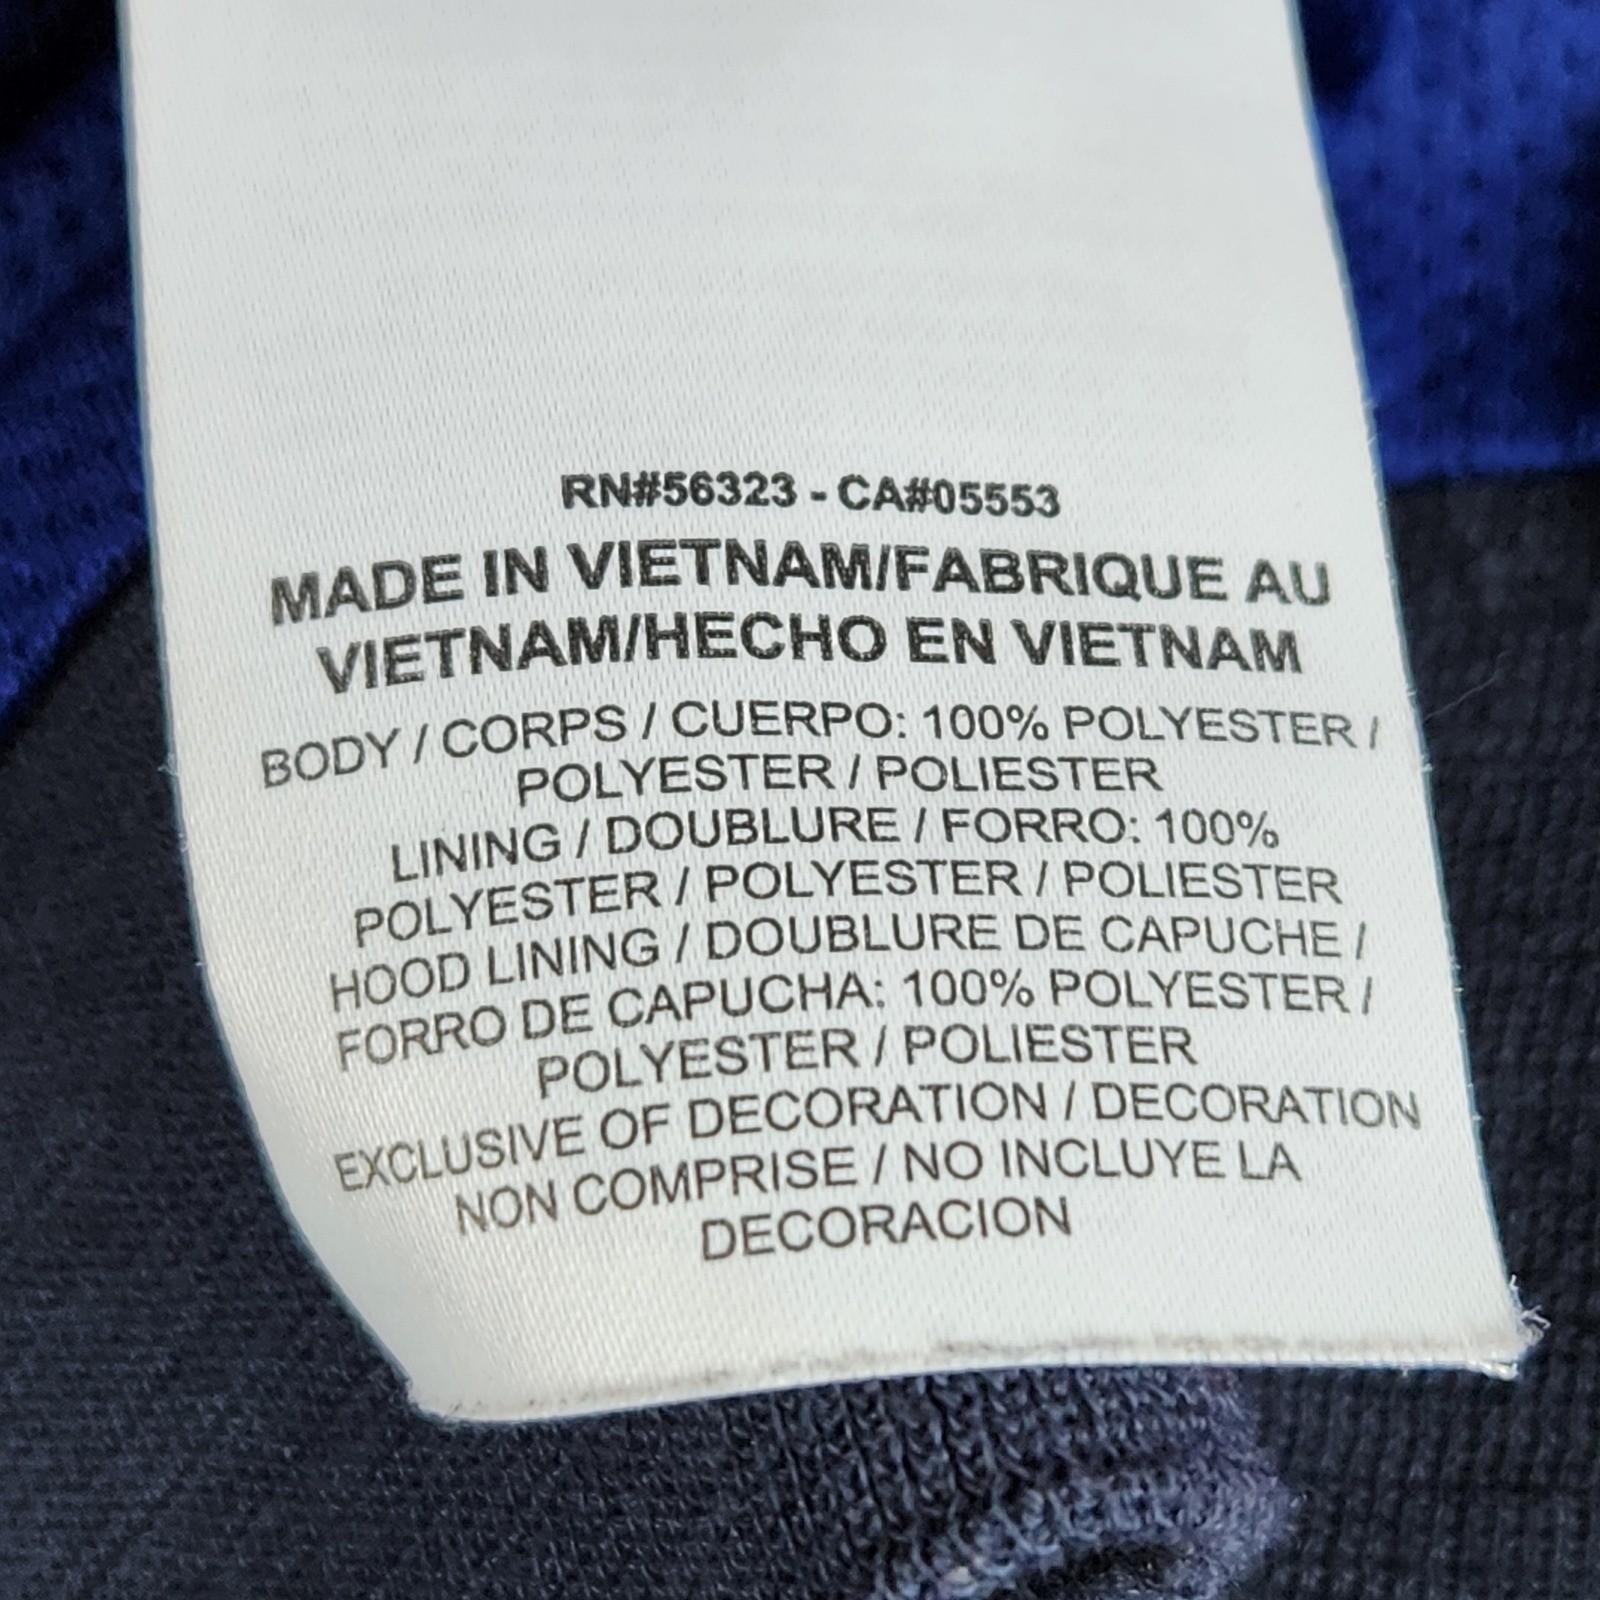 RN#56323 - CA#05553
MADE IN VIETNAM/FABRIQUE AU
VIETNAM/HECHO EN VIETNAM
BODY / CORPS / CUERPO: 100% POLYESTER /
POLYESTER / POLIESTER
LINING / DOUBLURE / FORRO: 100%
POLYESTER / POLYESTER / POLIESTER
HOOD LINING / DOUBLURE DE CAPUCHE /
FORRO DE CAPUCHA: 100% POLYESTER /
POLYESTER / POLIESTER
EXCLUSIVE OF DECORATION / DECORATION
NON COMPRISE / NO INCLUYE LA
DECORACION